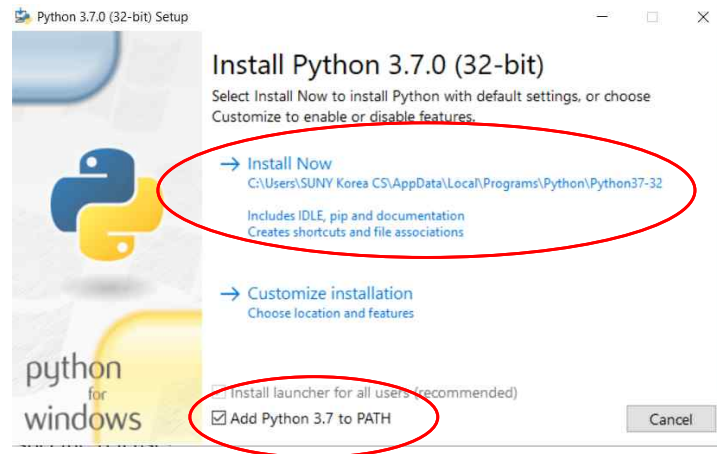 Python 3.7.0 (32-bit) Setup
Install Python 3.7.0 (32-bit)
Select Install Now to install Python with default settings, or choose
Customize to enable or disable features.
Install Now
C:\Users\SUNY Korea CS\AppData\Local\Programs\Python\Python37-32
Includes IDLE, pip and documentation
Creates shortcuts and file associations
Customize installation
Choose location and features
python
for
windows
Install launcher for all users (recommended)
Add Python 3.7 to PATH
Cancel